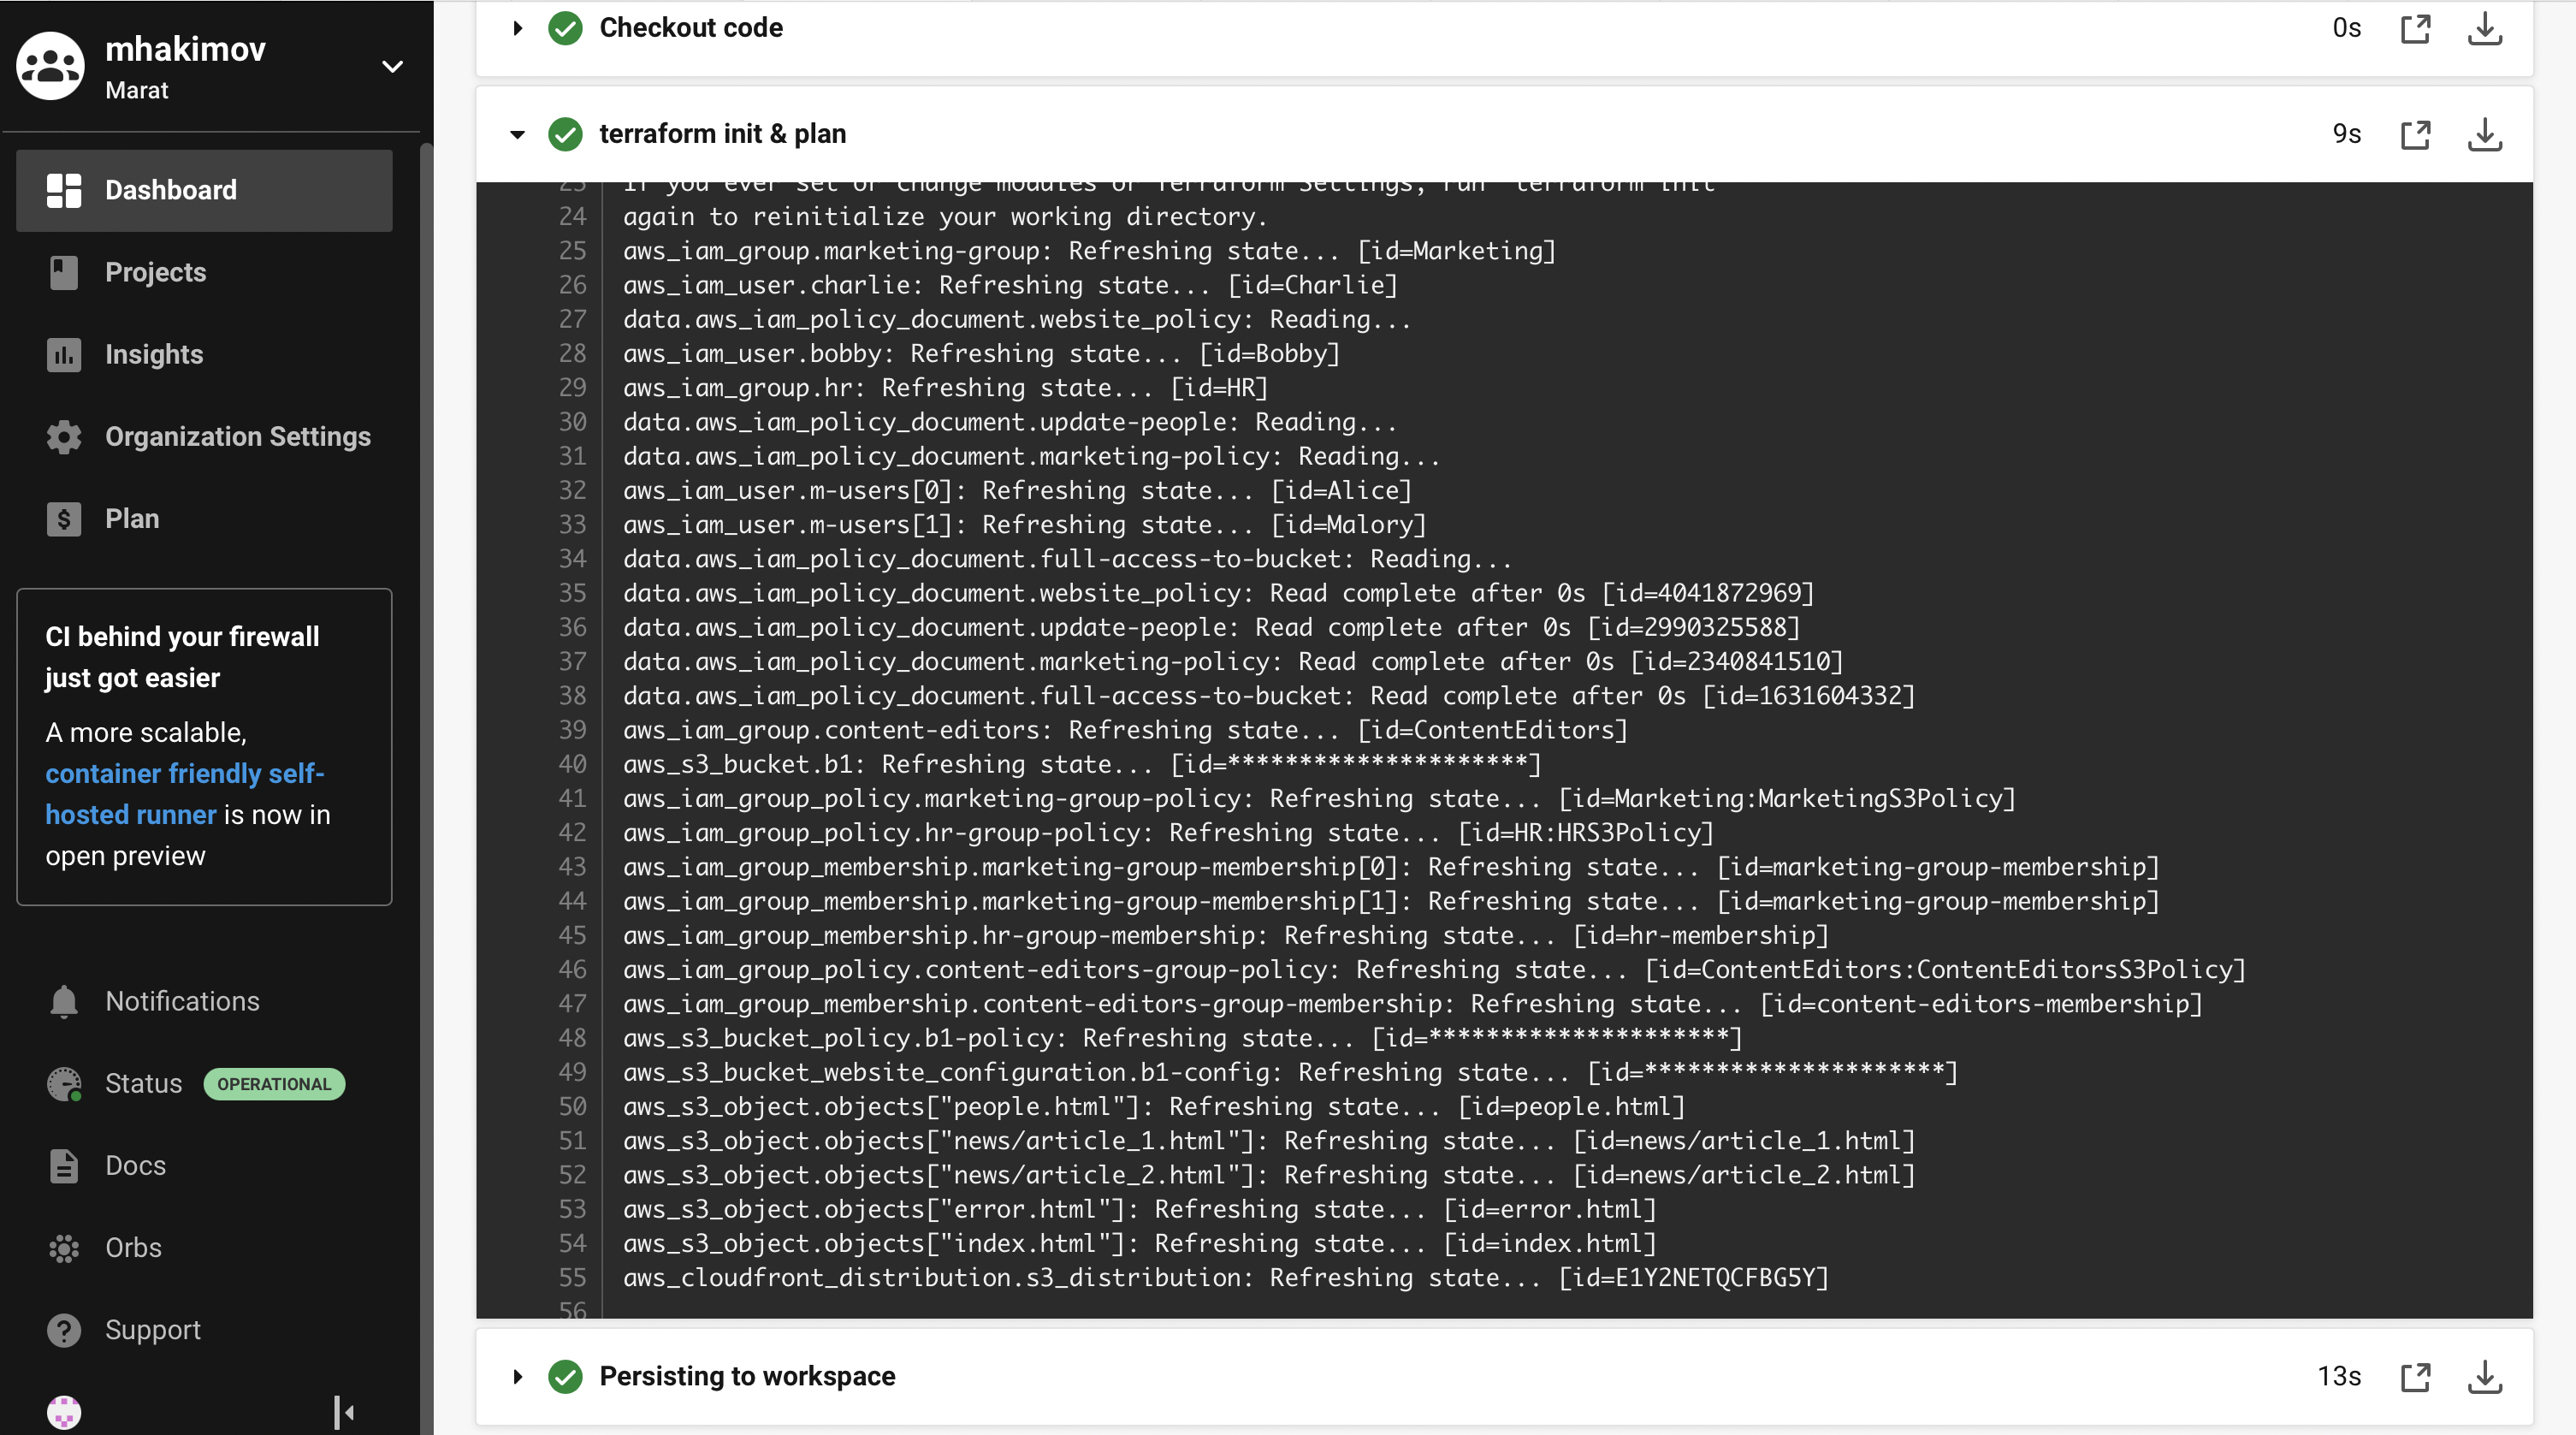 mhakimov
Marat
Dashboard
Projects
Insights
Organization Settings
Plan
CI behind your firewall
just got easier
A more scalable,
container friendly self-
hosted runner is now in
open preview
Notifications
Status OPERATIONAL
Docs
Orbs
Support
Checkout code 0s
terraform init & plan 9s
23 If you ever set or change modules or Terraform Settings, run "terraform init"
24 again to reinitialize your working directory.
25 aws_iam_group.marketing-group: Refreshing state... [id=Marketing]
26 aws_iam_user.charlie: Refreshing state... [id=Charlie]
27 data.aws_iam_policy_document.website_policy: Reading...
28 aws_iam_user.bobby: Refreshing state... [id=Bobby]
29 aws_iam_group.hr: Refreshing state... [id=HR]
30 data.aws_iam_policy_document.update-people: Reading...
31 data.aws_iam_policy_document.marketing-policy: Reading...
32 aws_iam_user.m-users[0]: Refreshing state... [id=Alice]
33 aws_iam_user.m-users[1]: Refreshing state... [id=Malory]
34 data.aws_iam_policy_document.full-access-to-bucket: Reading...
35 data.aws_iam_policy_document.website_policy: Read complete after 0s [id=4041872969]
36 data.aws_iam_policy_document.update-people: Read complete after 0s [id=2990325588]
37 data.aws_iam_policy_document.marketing-policy: Read complete after 0s [id=2340841510]
38 data.aws_iam_policy_document.full-access-to-bucket: Read complete after 0s [id=1631604332]
39 aws_iam_group.content-editors: Refreshing state... [id=ContentEditors]
40 aws_s3_bucket.b1: Refreshing state... [id=*********************]
41 aws_iam_group_policy.marketing-group-policy: Refreshing state... [id=Marketing:MarketingS3Policy]
42 aws_iam_group_policy.hr-group-policy: Refreshing state... [id=HR:HRS3Policy]
43 aws_iam_group_membership.marketing-group-membership[0]: Refreshing state... [id=marketing-group-membership]
44 aws_iam_group_membership.marketing-group-membership[1]: Refreshing state... [id=marketing-group-membership]
45 aws_iam_group_membership.hr-group-membership: Refreshing state... [id=hr-membership]
46 aws_iam_group_policy.content-editors-group-policy: Refreshing state... [id=ContentEditors:ContentEditorsS3Policy]
47 aws_iam_group_membership.content-editors-group-membership: Refreshing state... [id=content-editors-membership]
48 aws_s3_bucket_policy.b1-policy: Refreshing state... [id=*********************]
49 aws_s3_bucket_website_configuration.b1-config: Refreshing state... [id=*********************]
50 aws_s3_object.objects["people.html"]: Refreshing state... [id=people.html]
51 aws_s3_object.objects["news/article_1.html"]: Refreshing state... [id=news/article_1.html]
52 aws_s3_object.objects["news/article_2.html"]: Refreshing state... [id=news/article_2.html]
53 aws_s3_object.objects["error.html"]: Refreshing state... [id=error.html]
54 aws_s3_object.objects["index.html"]: Refreshing state... [id=index.html]
55 aws_cloudfront_distribution.s3_distribution: Refreshing state... [id=E1Y2NETQCFBG5Y]
56
Persisting to workspace 13s